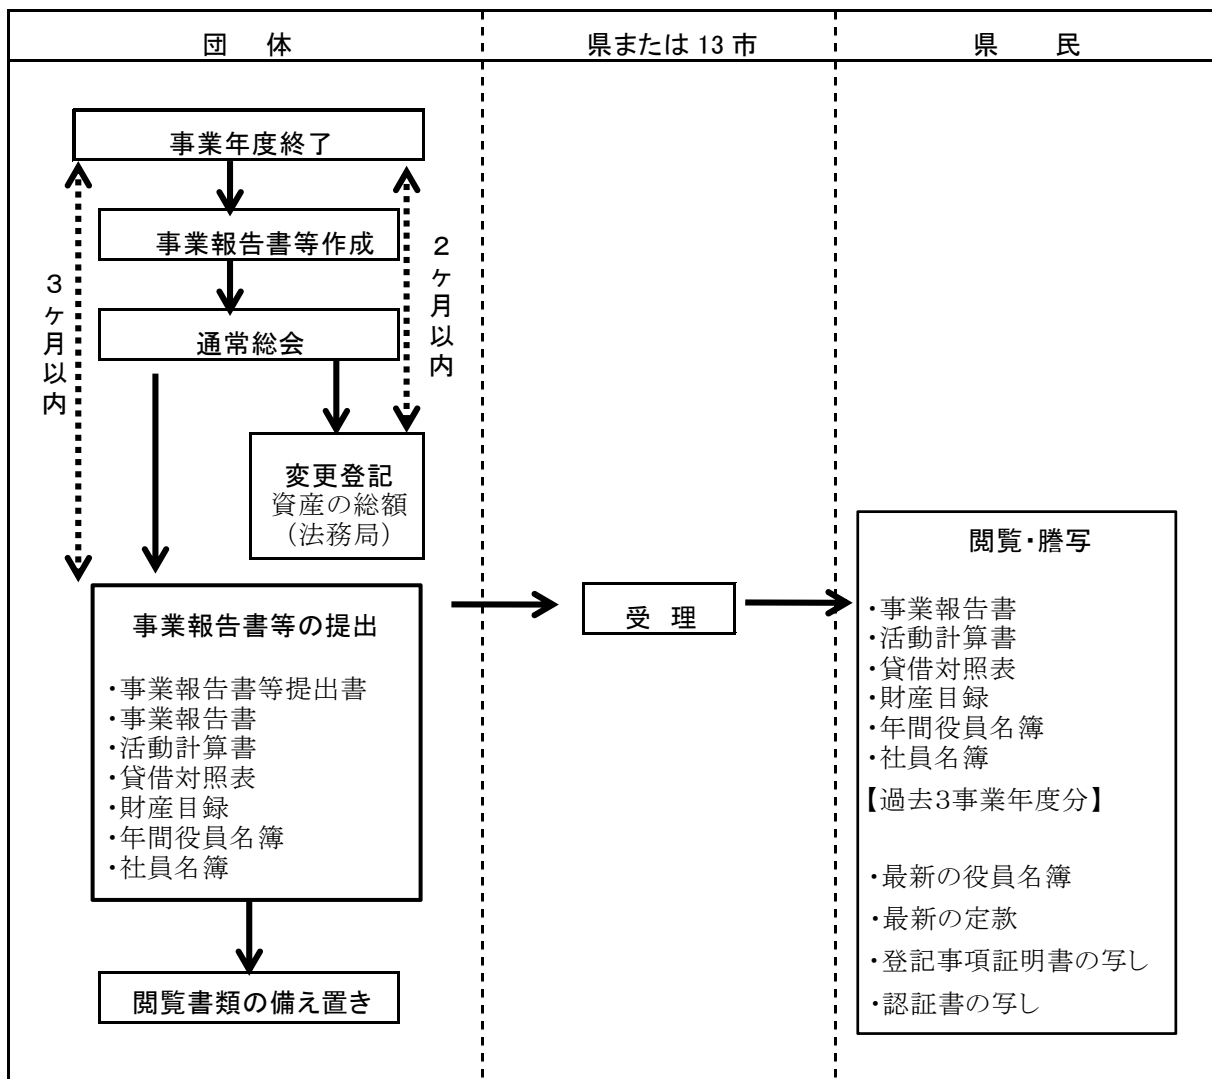 団 体
県または 13 市
県 民
事業年度終了
事業報告書等作成
通常総会
3ヶ月以内
2ヶ月以内
変更登記
資産の総額
(法務局)
事業報告書等の提出
・事業報告書等提出書
・事業報告書
・活動計算書
・貸借対照表
・財産目録
・年間役員名簿
・社員名簿
閲覧書類の備え置き
受 理
閲覧・謄写
・事業報告書
・活動計算書
・貸借対照表
・財産目録
・年間役員名簿
・社員名簿
【過去3事業年度分】
・最新の役員名簿
・最新の定款
・登記事項証明書の写し
・認証書の写し